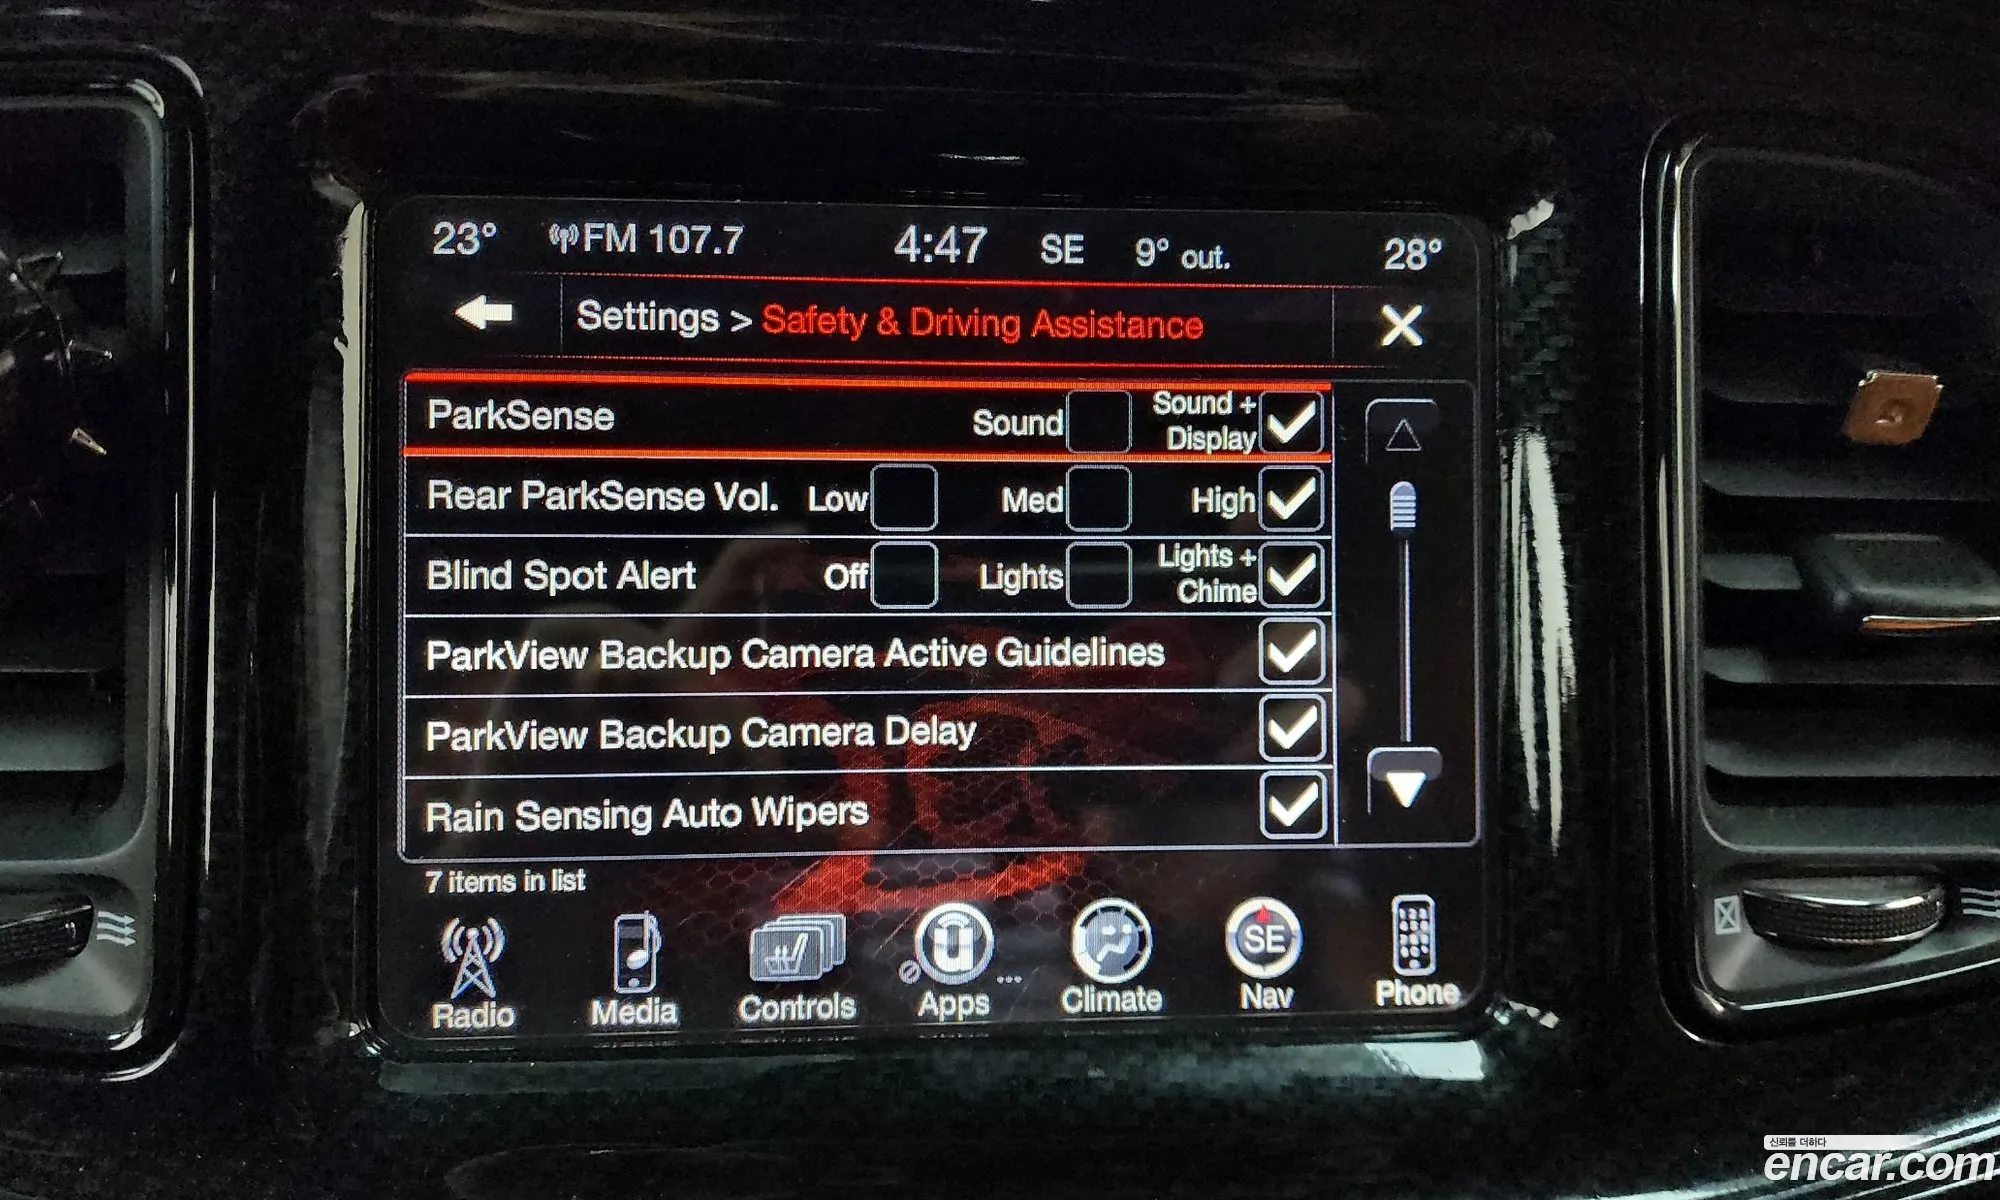 23° FM 107.7 4:47 SE 9° out. 28°
Settings > Safety & Driving Assistance
ParkSense Sound Sound + Display
Rear ParkSense Vol. Low Med High
Blind Spot Alert Off Lights Lights + Chime
ParkView Backup Camera Active Guidelines
ParkView Backup Camera Delay
Rain Sensing Auto Wipers
7 items in list
SE
Radio Media Controls Apps Climate Nav Phone
신뢰를 더하다
encar.com